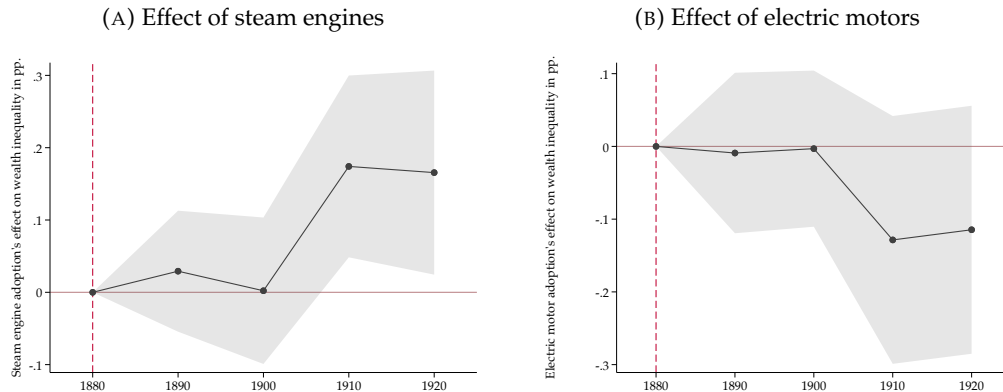 (A) Effect of steam engines
Steam engine adoption's effect on wealth inequality in pp.
.3
.2
.1
0
-.1
1880 1890 1900 1910 1920
(B) Effect of electric motors
Electric motor adoption's effect on wealth inequality in pp.
.1
0
-.1
-.2
-.3
1880 1890 1900 1910 1920